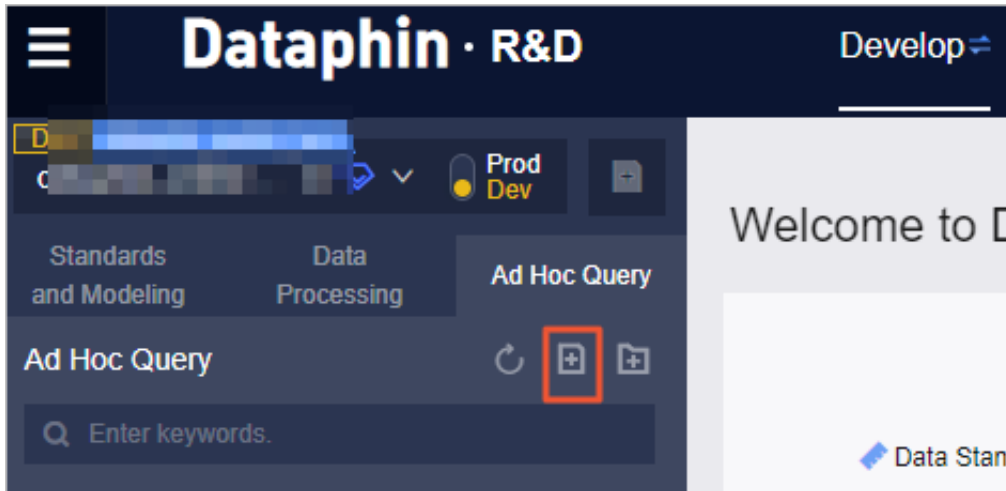 Dataphin · R&D
Develop
Prod
Dev
Standards
and Modeling
Data
Processing
Ad Hoc Query
Ad Hoc Query
Enter keywords.
Welcome to
Data Stan